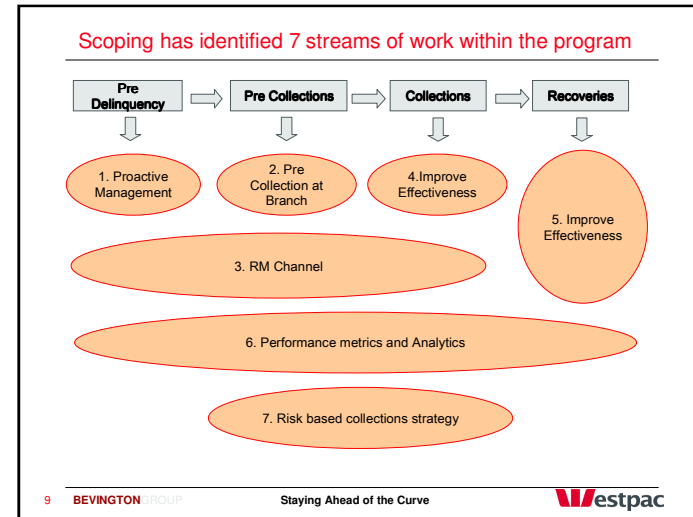 Scoping has identified 7 streams of work within the program
Pre
Delinquency
Pre Collections
Collections
Recoveries
1. Proactive
Management
2. Pre
Collection at
Branch
4.Improve
Effectiveness
5. Improve
Effectiveness
3. RM Channel
6. Performance metrics and Analytics
7. Risk based collections strategy
9 BEVINGTONGROUP Staying Ahead of the Curve Westpac